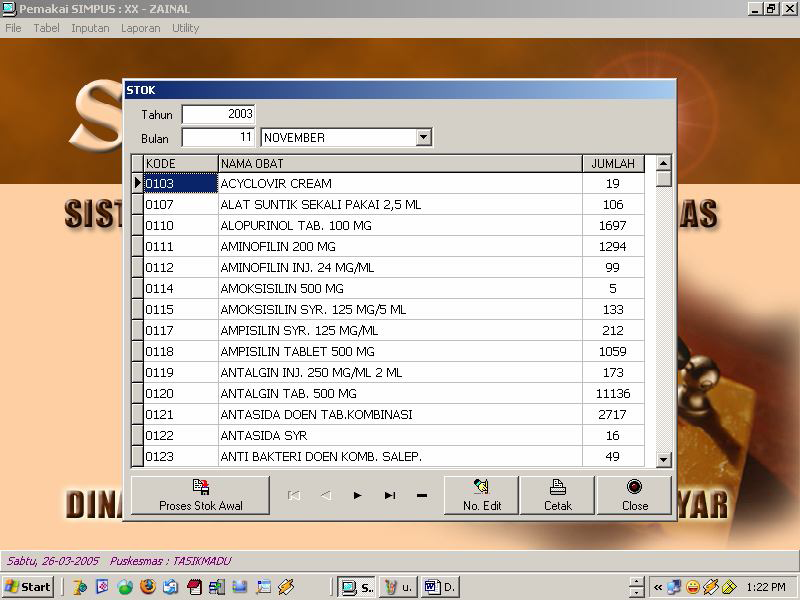 Pemakai SIMPUS : XX - ZAINAL
File Tabel Inputan Laporan Utility
STOK
Tahun 2003
Bulan 11 NOVEMBER
KODE NAMA OBAT JUMLAH
0103 ACYCLOVIR CREAM 19
0107 ALAT SUNTIK SEKALI PAKAI 2,5 ML 106
0110 ALOPURINOL TAB. 100 MG 1697
0111 AMINOFILIN 200 MG 1294
0112 AMINOFILIN INJ. 24 MG/ML 99
0114 AMOKSISILIN 500 MG 5
0115 AMOKSISILIN SYR. 125 MG/5 ML 133
0117 AMPISILIN SYR. 125 MG/ML 212
0118 AMPISILIN TABLET 500 MG 1059
0119 ANTALGIN INJ. 250 MG/ML 2 ML 173
0120 ANTALGIN TAB. 500 MG 11136
0121 ANTASIDA DOEN TAB.KOMBINASI 2717
0122 ANTASIDA SYR 16
0123 ANTI BAKTERI DOEN KOMB. SALEP. 49
Proses Stok Awal No. Edit Cetak Close
Sabtu, 26-03-2005 Puskesmas : TASIKMADU
Start S.. u. D. « 1:22 PM